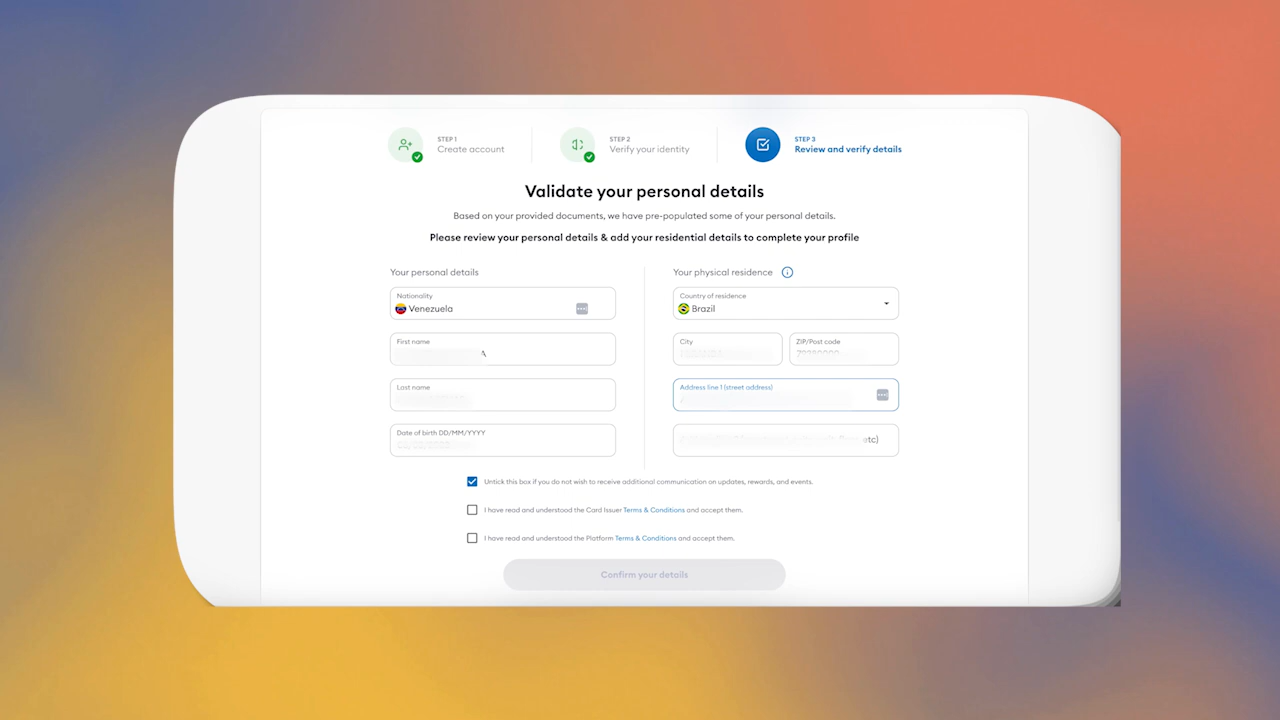 STEP 1
Create account
STEP 2
Verify your identity
STEP 3
Review and verify details
Validate your personal details
Based on your provided documents, we have pre-populated some of your personal details.
Please review your personal details & add your residential details to complete your profile
Your personal details
Nationality
Venezuela
First name
A
Last name
Date of birth DD/MM/YYYY
Your physical residence
Country of residence
Brazil
City
ZIP/Post code
Address line 1 (street address)
etc)
Untick this box if you do not wish to receive additional communication on updates, rewards, and events.
I have read and understood the Card Issuer Terms & Conditions and accept them.
I have read and understood the Platform Terms & Conditions and accept them.
Confirm your details